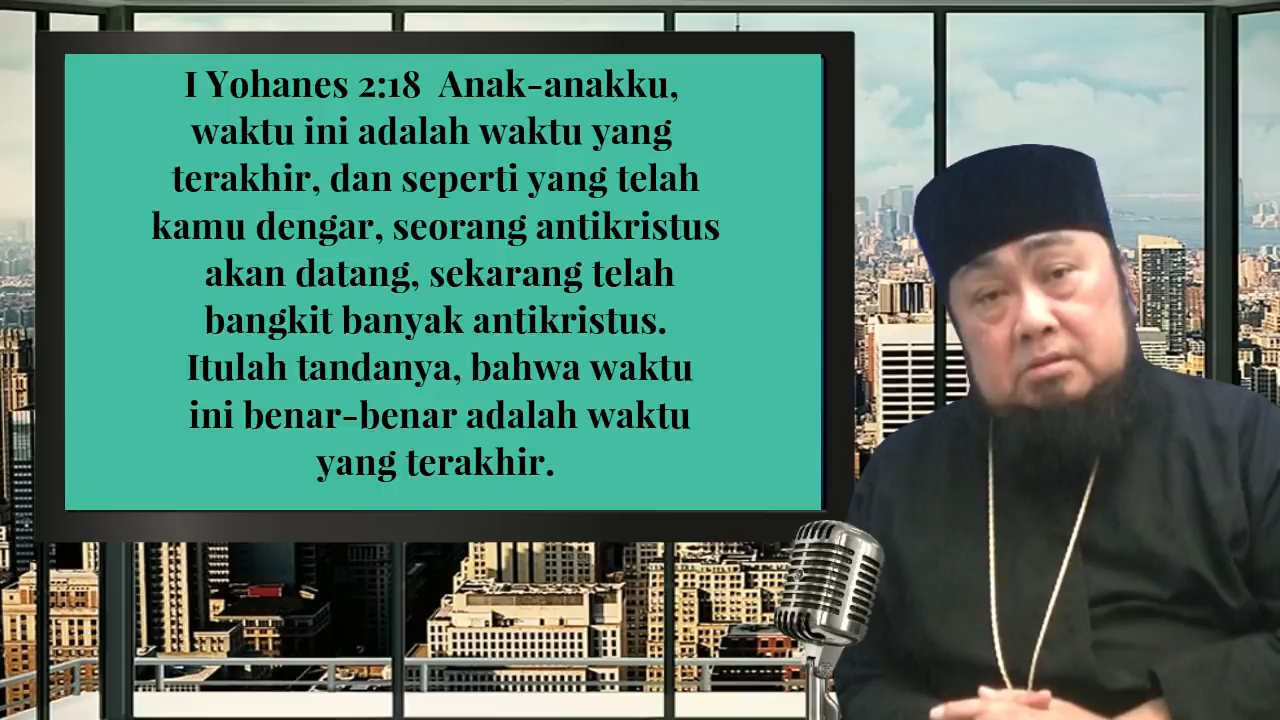 I Yohanes 2:18 Anak-anakku,
waktu ini adalah waktu yang
terakhir, dan seperti yang telah
kamu dengar, seorang antikristus
akan datang, sekarang telah
bangkit banyak antikristus.
Itulah tandanya, bahwa waktu
ini benar-benar adalah waktu
yang terakhir.